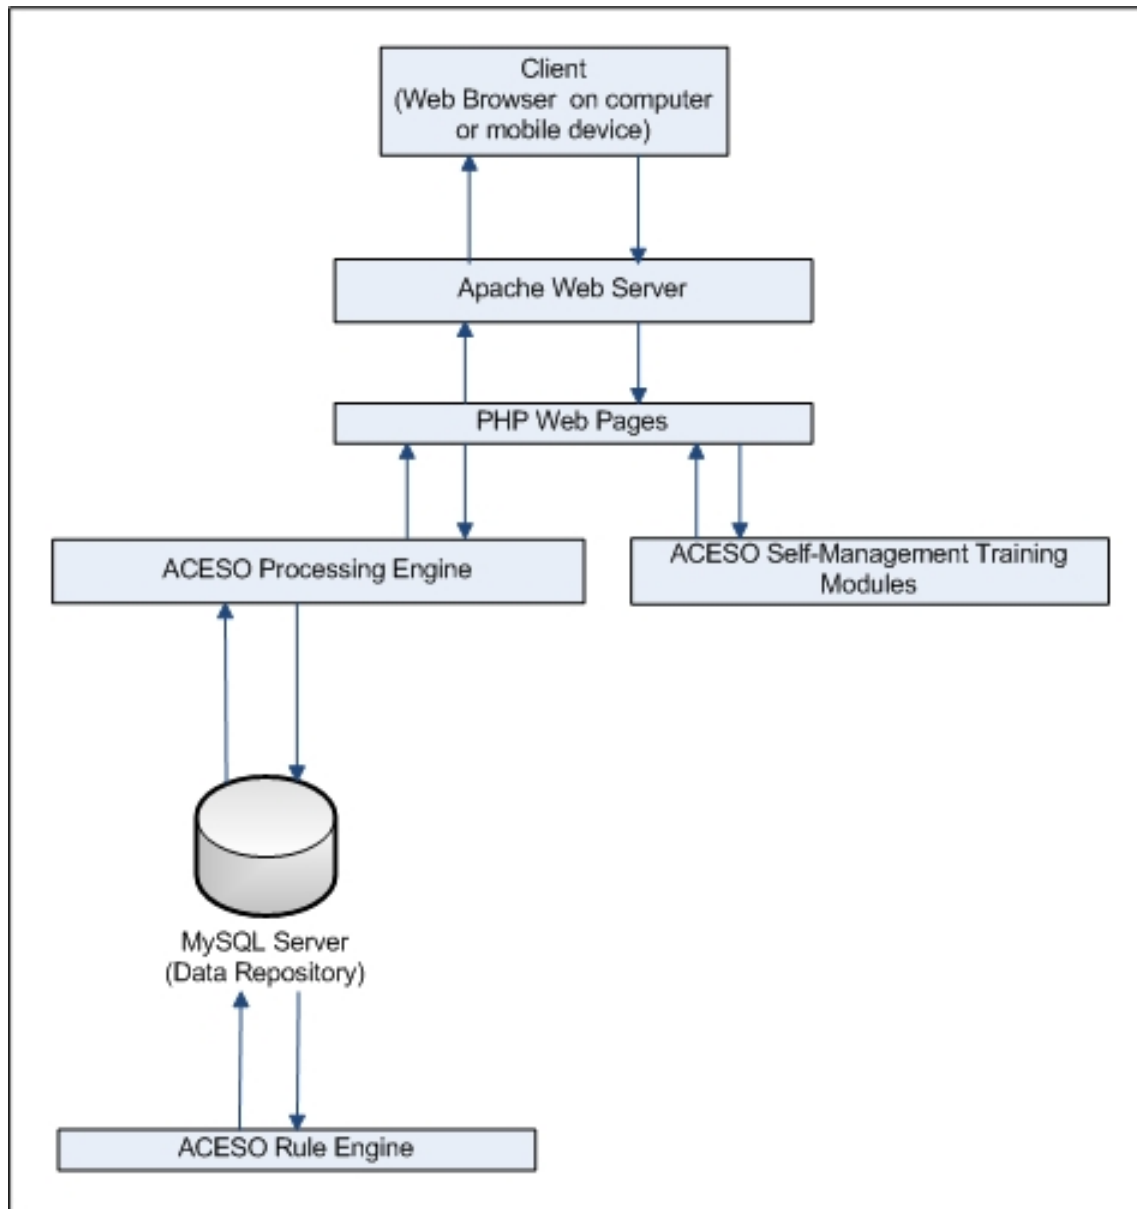 Client
(Web Browser on computer
or mobile device)
Apache Web Server
PHP Web Pages
ACESO Processing Engine
ACESO Self-Management Training
Modules
MySQL Server
(Data Repository)
ACESO Rule Engine